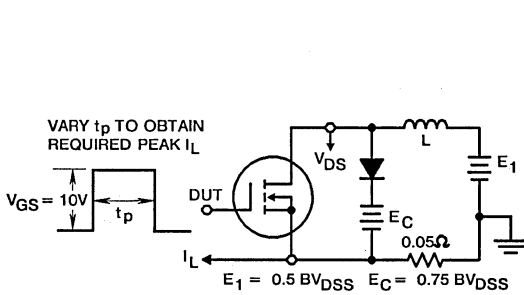 VARY tp TO OBTAIN
REQUIRED PEAK IL
VGS = 10V
tp
DUT
VDS
L
E1
EC
0.05Ω
IL
E1 = 0.5 BVDSS EC = 0.75 BVDSS